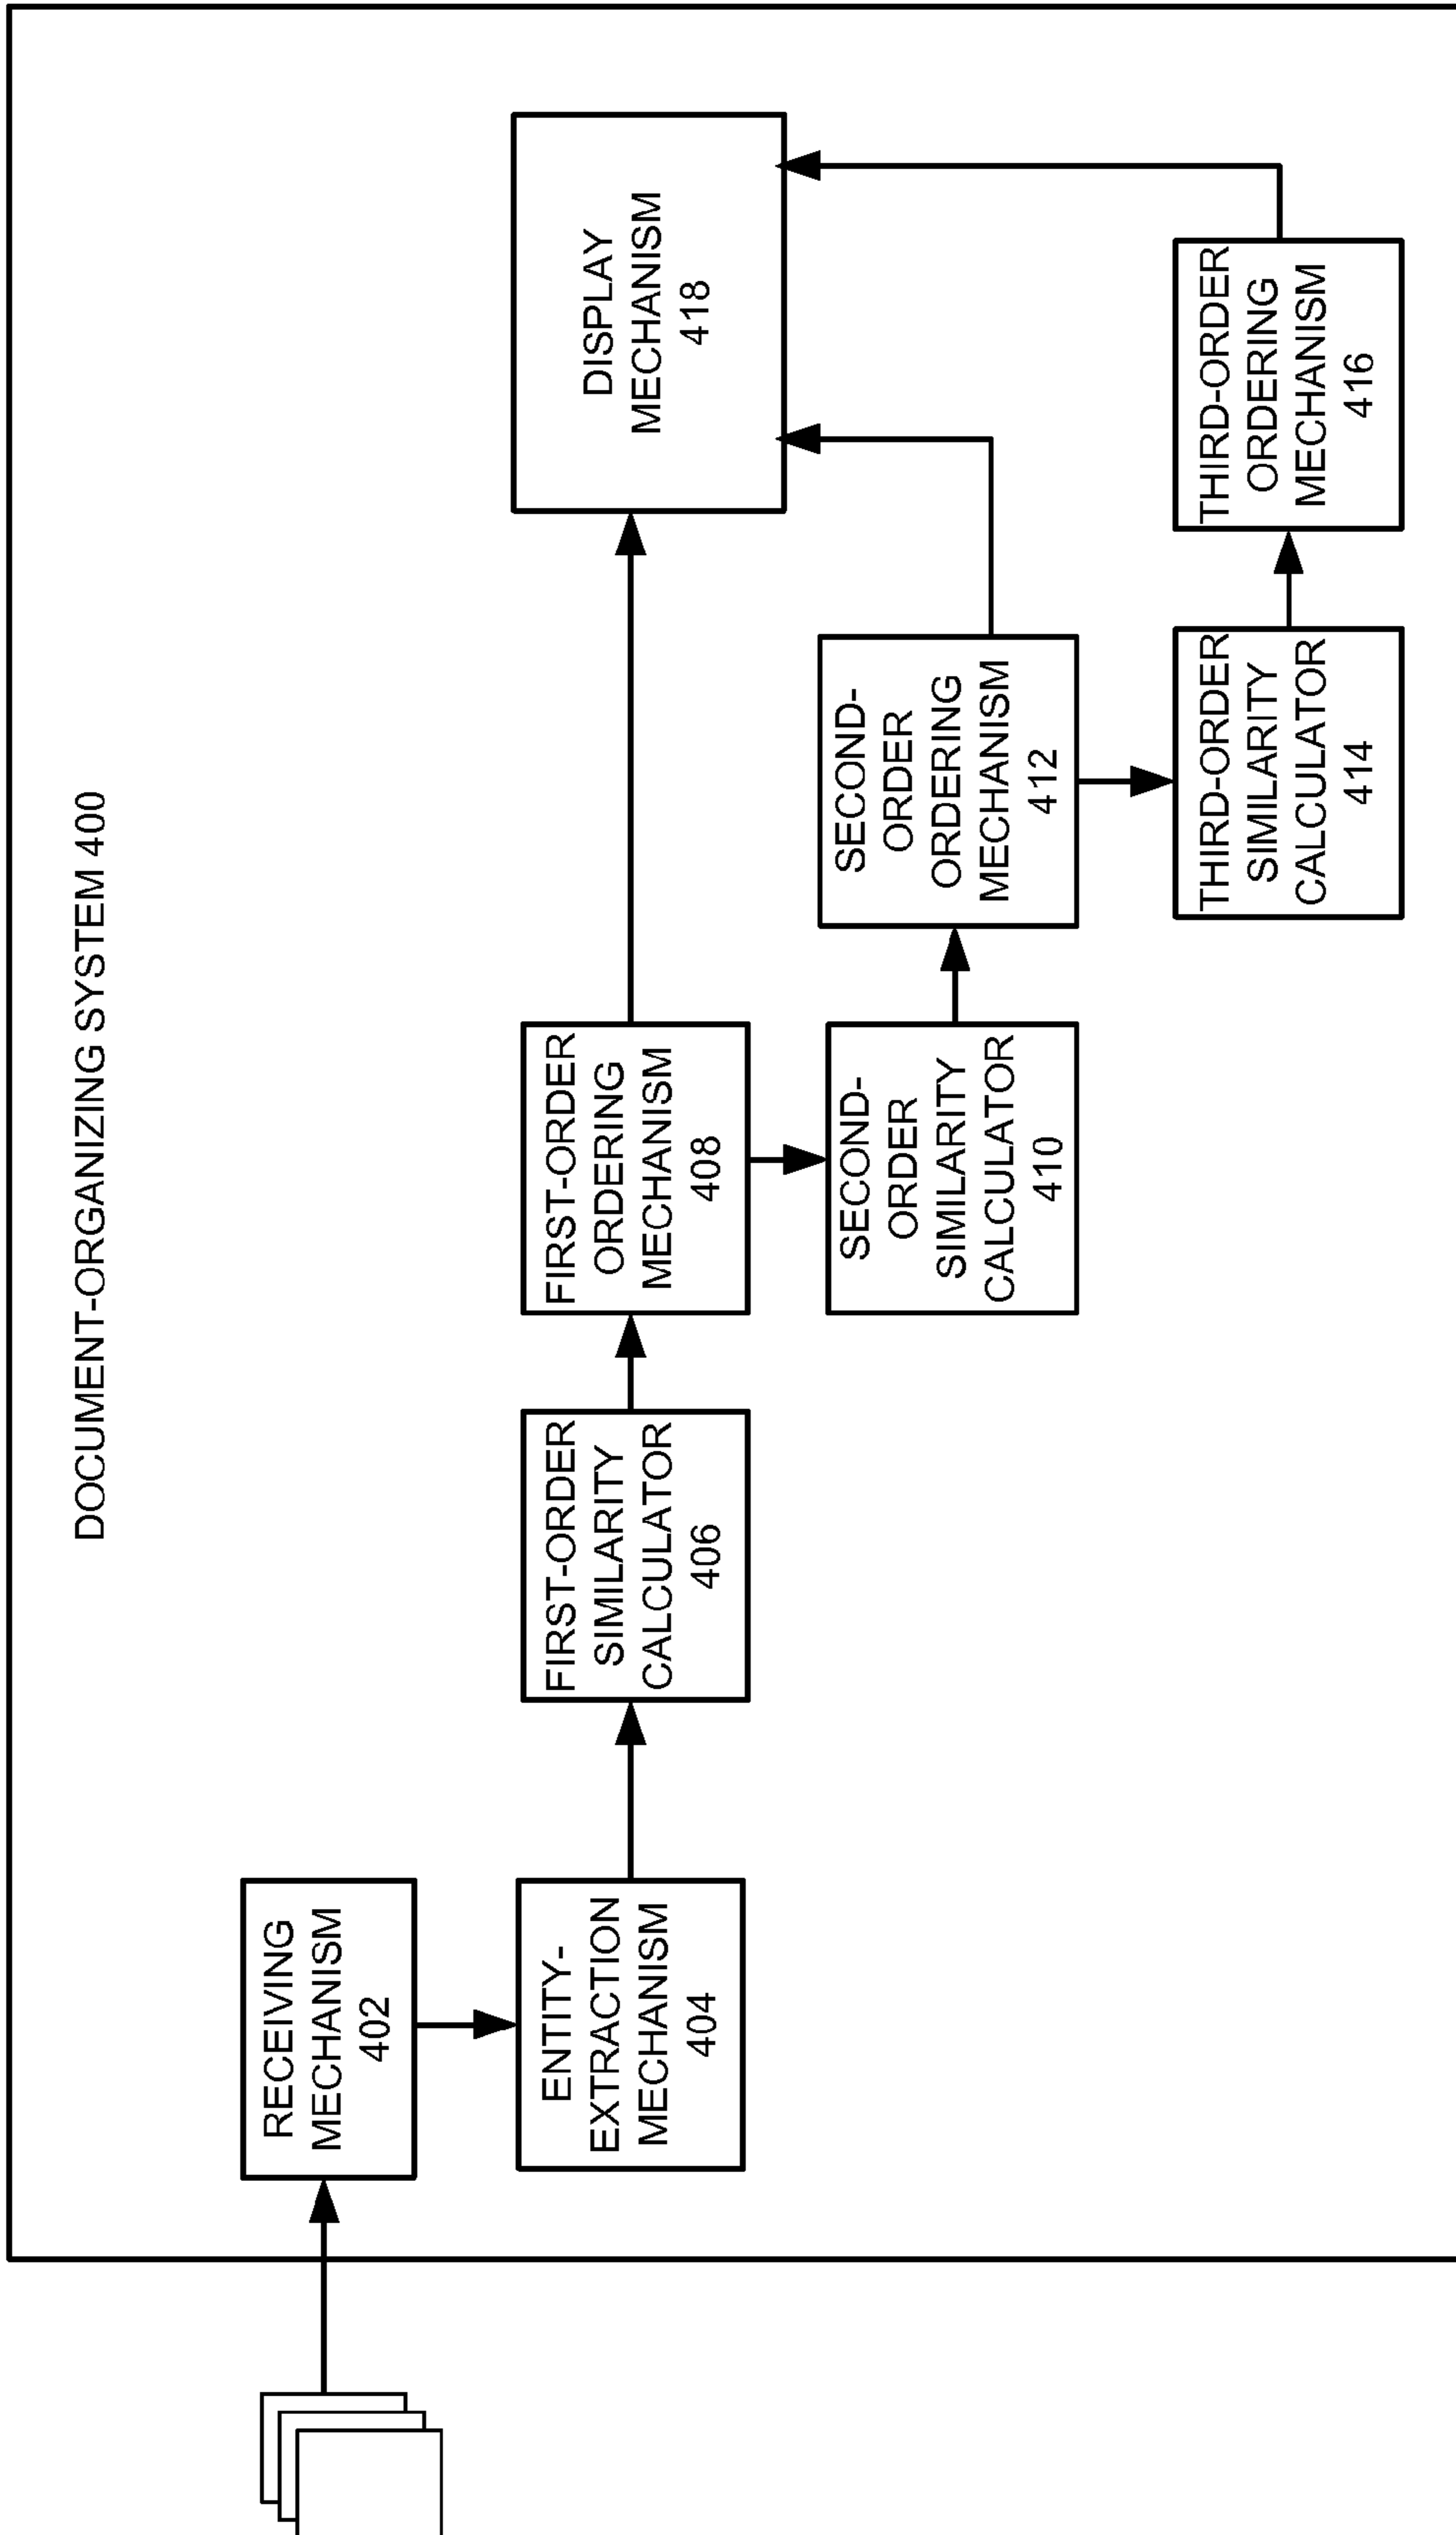 DOCUMENT-ORGANIZING SYSTEM 400
RECEIVING
MECHANISM
402
ENTITY-
EXTRACTION
MECHANISM
404
FIRST-ORDER
SIMILARITY
CALCULATOR
406
FIRST-ORDER
ORDERING
MECHANISM
408
SECOND-
ORDER
SIMILARITY
CALCULATOR
410
SECOND-
ORDER
ORDERING
MECHANISM
412
THIRD-ORDER
SIMILARITY
CALCULATOR
414
THIRD-ORDER
ORDERING
MECHANISM
416
DISPLAY
MECHANISM
418